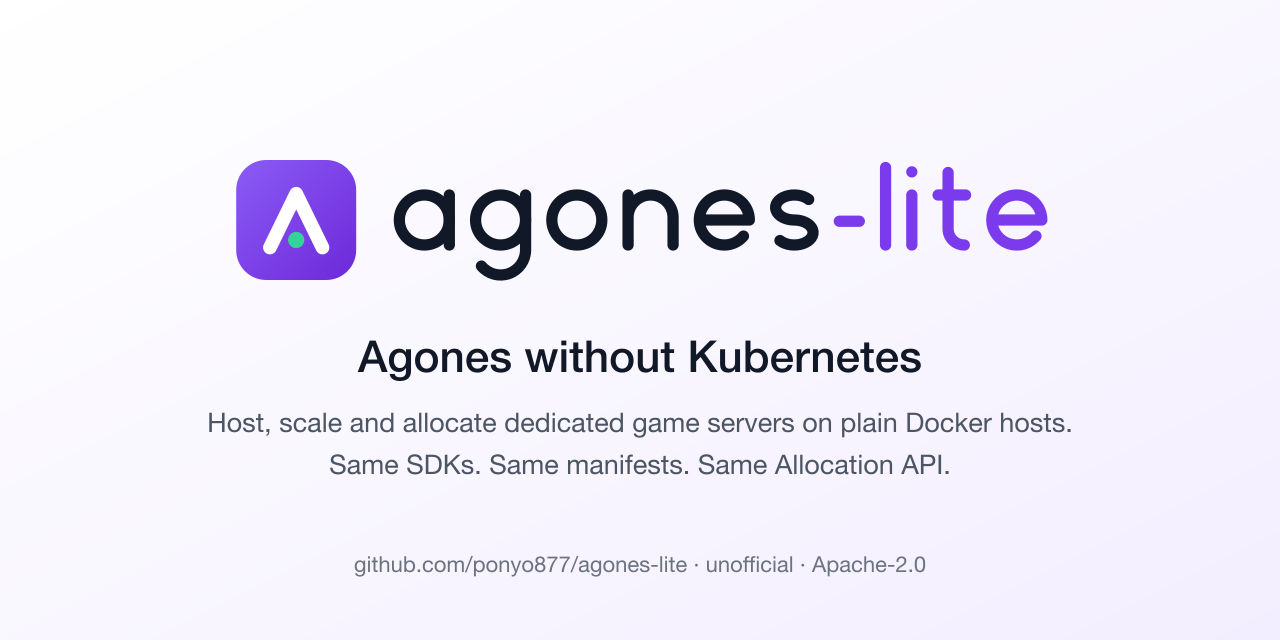 agones-lite
Agones without Kubernetes
Host, scale and allocate dedicated game servers on plain Docker hosts.
Same SDKs. Same manifests. Same Allocation API.
github.com/ponyo877/agones-lite · unofficial · Apache-2.0